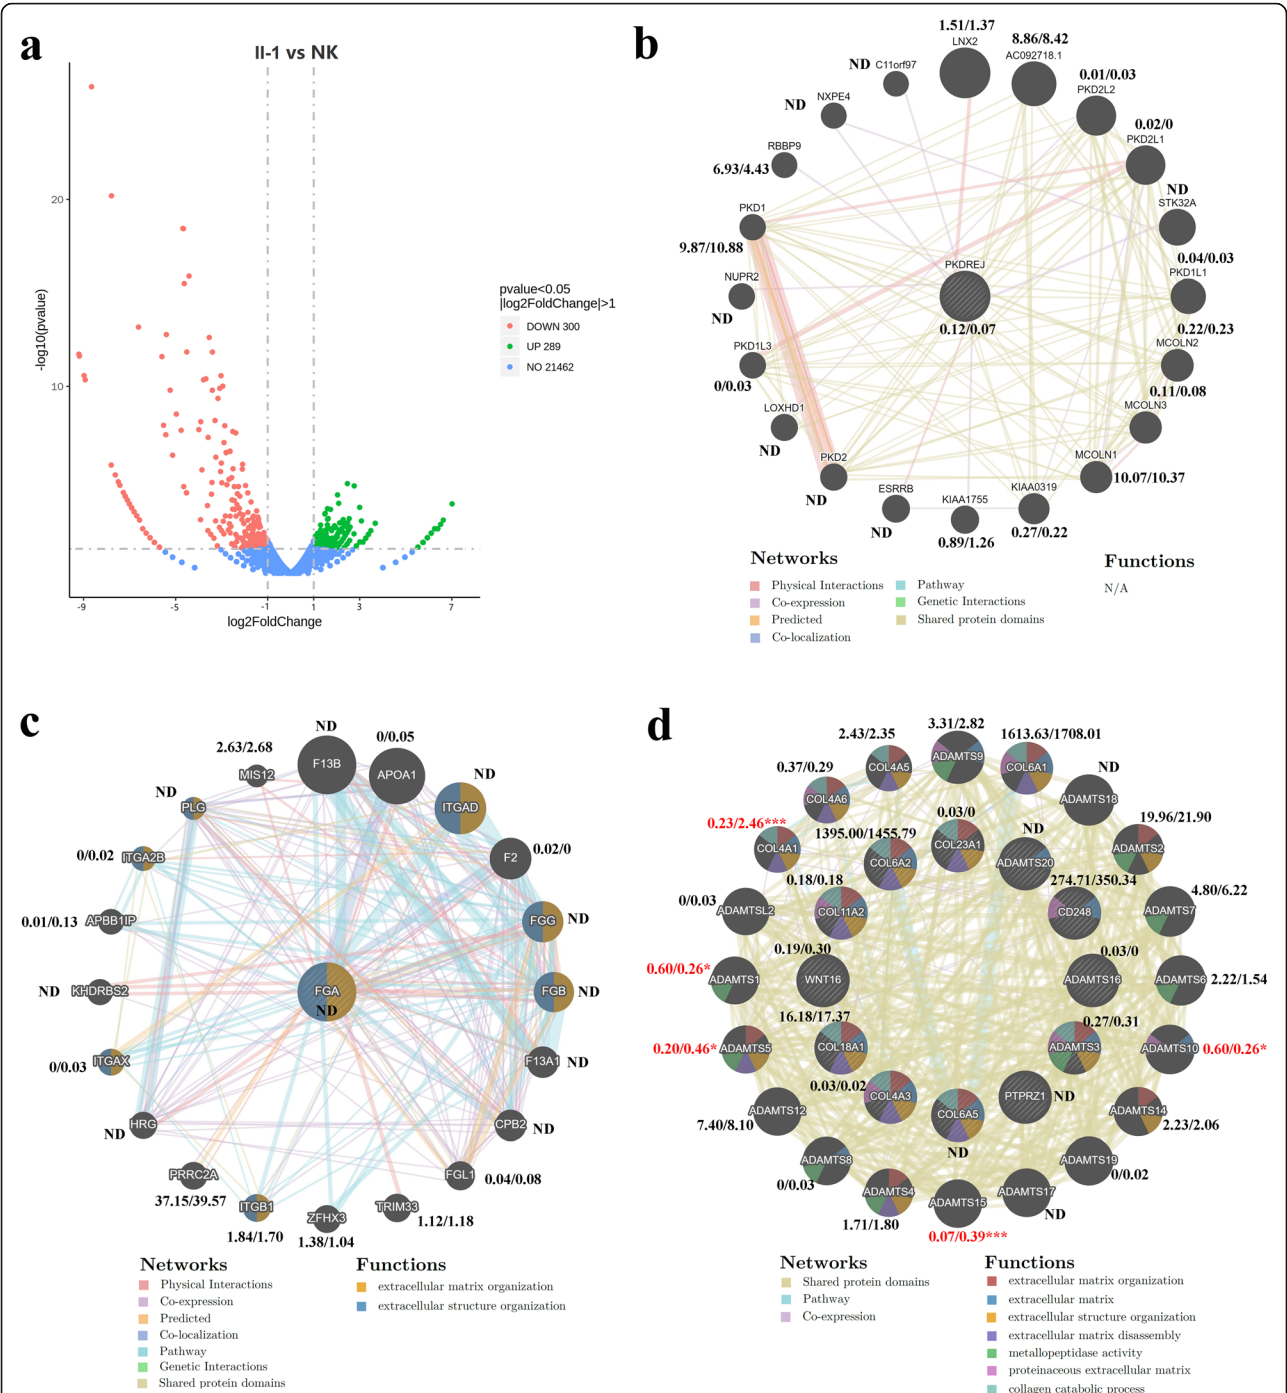 a
II-1 vs NK
-log10(pvalue)
20
10
-9
-5
-1
1
3
7
log2FoldChange
pvalue<0.05
|log2FoldChange|>1
DOWN 300
UP 289
NO 21462
b
1.51/1.37
LNX2
8.86/8.42
AC092718.1
0.01/0.03
PKD2L2
0.02/0
PKD2L1
ND
STK32A
0.04/0.03
PKD1L1
0.22/0.23
MCOLN2
0.11/0.08
MCOLN3
MCOLN1
10.07/10.37
KIAA0319
0.27/0.22
KIAA1755
0.89/1.26
ESRRB
ND
PKD2
ND
LOXHD1
ND
PKD1L3
0/0.03
NUPR2
ND
PKD1
9.87/10.88
RBBP9
6.93/4.43
NXPE4
ND
C11orf97
ND
PKDREJ
0.12/0.07
Networks
Physical Interactions
Co-expression
Predicted
Co-localization
Pathway
Genetic Interactions
Shared protein domains
Functions
N/A
c
ND
F13B
0/0.05
APOA1
ND
ITGAD
F2
0.02/0
FGG
ND
FGB
ND
F13A1
ND
CPB2
ND
FGL1
0.04/0.08
TRIM33
1.12/1.18
ZFHX3
1.38/1.04
ITGB1
1.84/1.70
PRRC2A
37.15/39.57
HRG
ND
ITGAX
0/0.03
KHDRBS2
ND
APBB1IP
0.01/0.13
ITGA2B
0/0.02
PLG
ND
MIS12
2.63/2.68
FGA
ND
Networks
Physical Interactions
Co-expression
Predicted
Co-localization
Pathway
Genetic Interactions
Shared protein domains
Functions
extracellular matrix organization
extracellular structure organization
d
3.31/2.82
ADAMTS9
1613.63/1708.01
COL6A1
ND
ADAMTS18
19.96/21.90
ADAMTS2
4.80/6.22
ADAMTS7
ADAMTS6
2.22/1.54
ADAMTS10
0.60/0.26*
ADAMTS14
2.23/2.06
ADAMTS19
0/0.02
ADAMTS17
ND
ADAMTS15
0.07/0.39***
ADAMTS4
1.71/1.80
ADAMTS8
0/0.03
ADAMTS12
7.40/8.10
ADAMTS5
0.20/0.46*
ADAMTS1
0.60/0.26*
ADAMTSL2
0/0.03
COL4A1
0.23/2.46***
COL4A6
0.37/0.29
COL4A5
2.43/2.35
0.03/0
COL23A1
ND
ADAMTS20
274.71/350.34
CD248
0.03/0
ADAMTS16
0.27/0.31
ADAMTS3
PTPRZ1
ND
COL6A5
ND
0.03/0.02
COL4A3
16.18/17.37
COL18A1
0.19/0.30
WNT16
0.18/0.18
COL11A2
1395.00/1455.79
COL6A2
Networks
Shared protein domains
Pathway
Co-expression
Functions
extracellular matrix organization
extracellular matrix
extracellular structure organization
extracellular matrix disassembly
metallopeptidase activity
proteinaceous extracellular matrix
collagen catabolic process